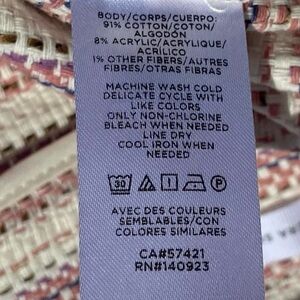 BODY/CORPS/CUERPO:
91% COTTON/COTON/
ALGODÓN
8% ACRYLIC/ACRYLIQUE/
ACRÍLICO
1% OTHER FIBERS/AUTRES
FIBRES/OTRAS FIBRAS
MACHINE WASH COLD
DELICATE CYCLE WITH
LIKE COLORS
ONLY NON-CHLORINE
BLEACH WHEN NEEDED
LINE DRY
COOL IRON WHEN
NEEDED
30 P
AVEC DES COULEURS
SEMBLABLES/CON
COLORES SIMILARES
CA#57421
RN#140923